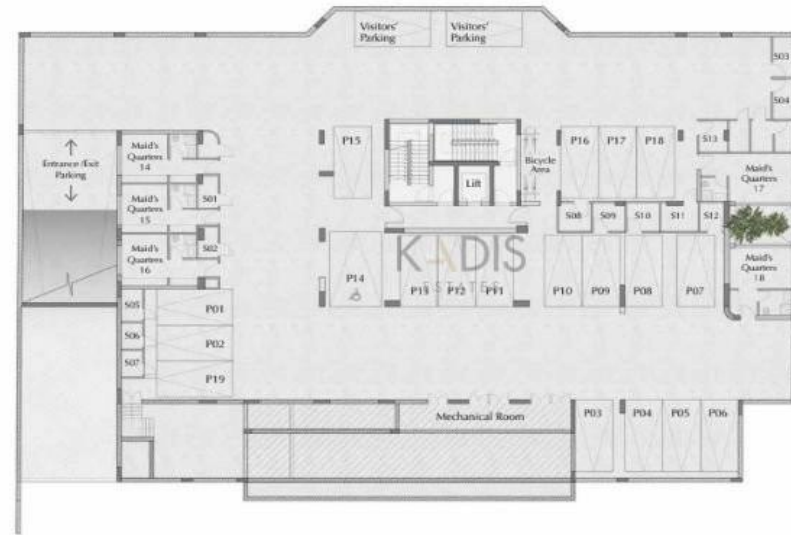 Visitors'
Parking
Visitors'
Parking
S03
S04
Entrance /Exit
Parking
Maid's
Quarters
14
S01
Maid's
Quarters
15
S02
Maid's
Quarters
16
P15
Lift
Bicycle
Area
P16
P17
P18
S13
Maid's
Quarters
17
S08
S09
S10
S11
S12
KADIS
ESTATES
P14
P13
P12
P11
P10
P09
P08
P07
Maid's
Quarters
18
S05
P01
S06
P02
S07
P19
Mechanical Room
P03
P04
P05
P06